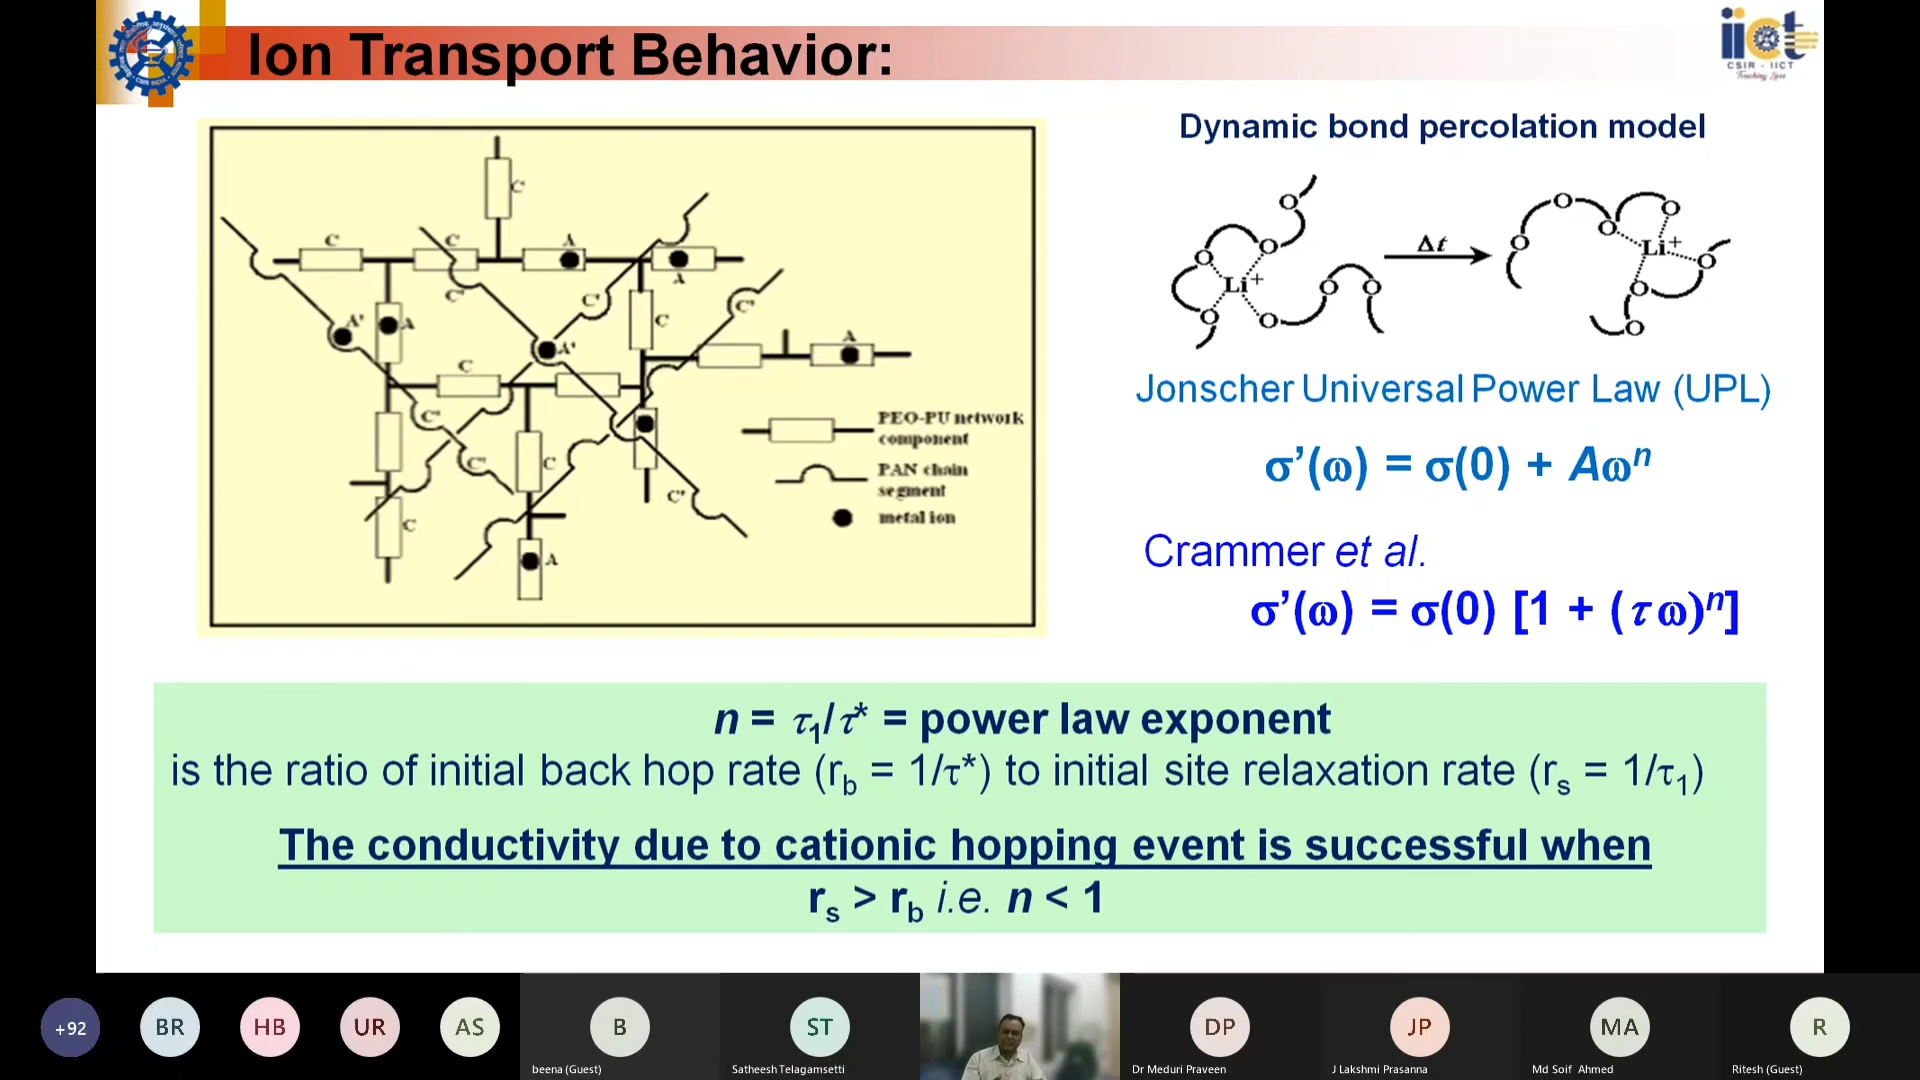 Ion Transport Behavior:
iict
CSIR - IICT
Dynamic bond percolation model
Δt
Li⁺
Li⁺
C
C
C
A
A
C'
C'
C
C'
A'
A
A'
A
C
C'
C'
C
C'
C
A
PEO-PU network
component
PAN chain
segment
metal ion
Jonscher Universal Power Law (UPL)
σ'(ω) = σ(0) + Aωⁿ
Crammer et al.
σ'(ω) = σ(0) [1 + (τω)ⁿ]
n = τ₁/τ* = power law exponent
is the ratio of initial back hop rate (r_b = 1/τ*) to initial site relaxation rate (r_s = 1/τ₁)
The conductivity due to cationic hopping event is successful when
r_s > r_b i.e. n < 1
+92
BR
HB
UR
AS
B
ST
DP
JP
MA
R
beena (Guest)
Satheesh Telagamsetti
Dr Meduri Praveen
J Lakshmi Prasanna
Md Soif Ahmed
Ritesh (Guest)